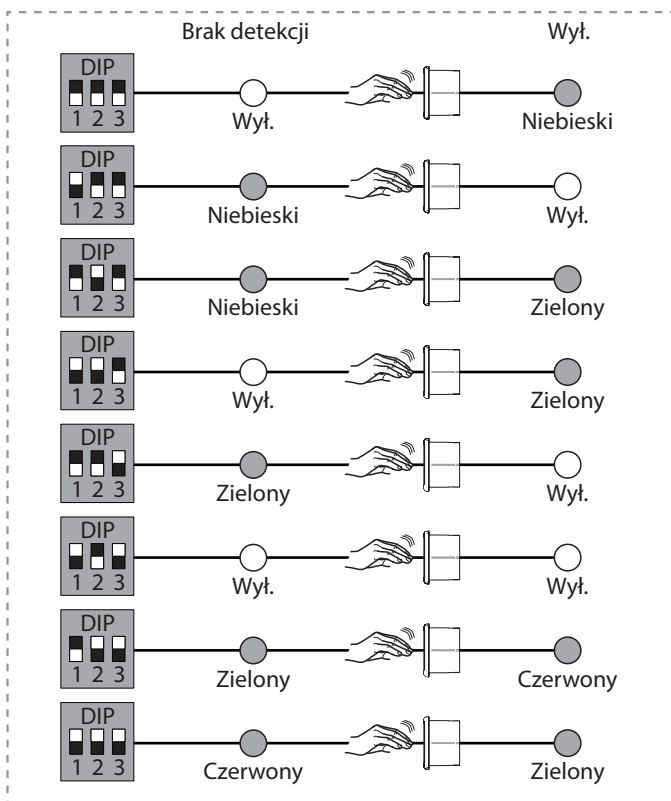 Brak detekcji Wył.
DIP
1 2 3
Wył. Niebieski
DIP
1 2 3
Niebieski Wył.
DIP
1 2 3
Niebieski Zielony
DIP
1 2 3
Wył. Zielony
DIP
1 2 3
Zielony Wył.
DIP
1 2 3
Wył. Wył.
DIP
1 2 3
Zielony Czerwony
DIP
1 2 3
Czerwony Zielony